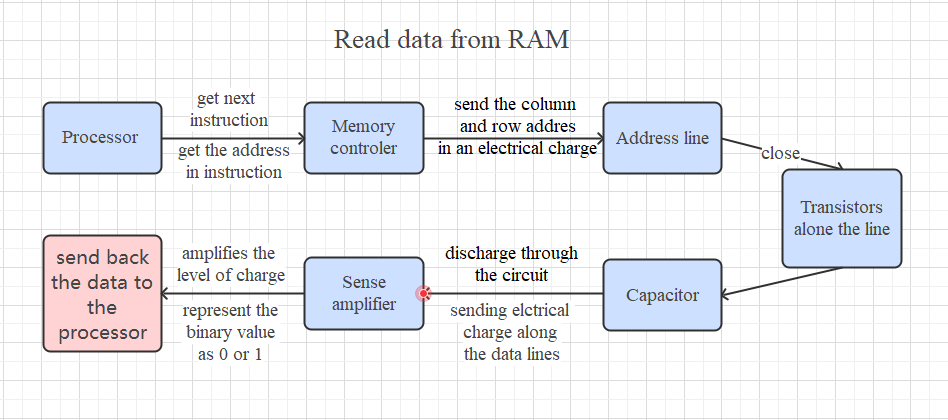 Read data from RAM
Processor
get next
instruction
get the address
in instruction
Memory
controler
send the column
and row addres
in an electrical charge
Address line
close
Transistors
alone the line
Capacitor
discharge through
the circuit
sending elctrical
charge along
the data lines
Sense
amplifier
amplifies the
level of charge
represent the
binary value
as 0 or 1
send back
the data to
the
processor